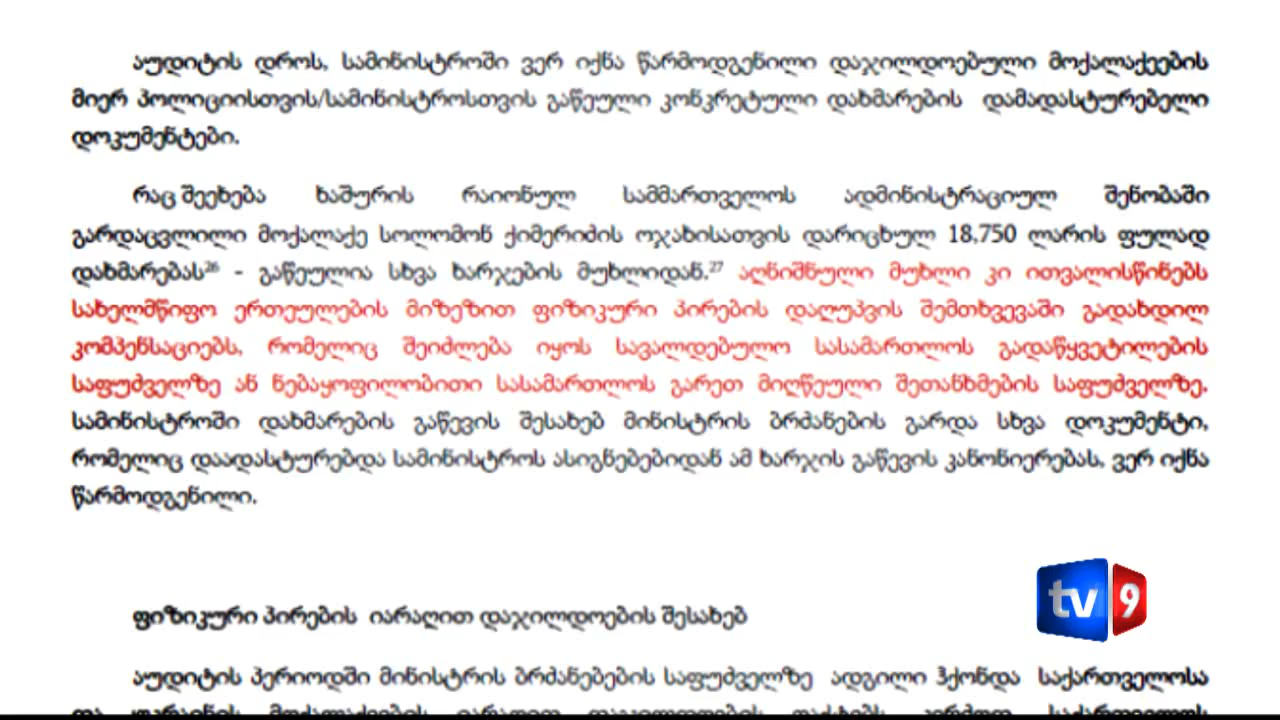 აუდიტის დროს, სამინისტროში ვერ იქნა წარმოდგენილი დაჯილდოებული მოქალაქეების
მიერ პოლიციისთვის/სამინისტროსთვის გაწეული კონკრეტული დახმარების დამადასტურებელი
დოკუმენტები.
რაც შეეხება ხაშურის რაიონულ სამმართველოს ადმინისტრაციულ შენობაში
გარდაცვლილი მოქალაქე სოლომონ ქიმერიძის ოჯახისათვის დარიცხულ 18,750 ლარის ფულად
დახმარებას²⁶ - გაწეულია სხვა ხარჯების მუხლიდან.²⁷ აღნიშნული მუხლი კი ითვალისწინებს
სახელმწიფო ერთეულების მიზეზით ფიზიკური პირების დაღუპვის შემთხვევაში გადახდილ
კომპენსაციებს, რომელიც შეიძლება იყოს სავალდებულო სასამართლოს გადაწყვეტილების
საფუძველზე ან ნებაყოფილობითი სასამართლოს გარეთ მიღწეული შეთანხმების საფუძველზე.
სამინისტროში დახმარების გაწევის შესახებ მინისტრის ბრძანების გარდა სხვა დოკუმენტი,
რომელიც დაადასტურებდა სამინისტროს ასიგნებებიდან ამ ხარჯის გაწევის კანონიერებას, ვერ იქნა
წარმოდგენილი.
tv 9
ფიზიკური პირების იარაღით დაჯილდოების შესახებ
აუდიტის პერიოდში მინისტრის ბრძანებების საფუძველზე ადგილი ჰქონდა საქართველოსა